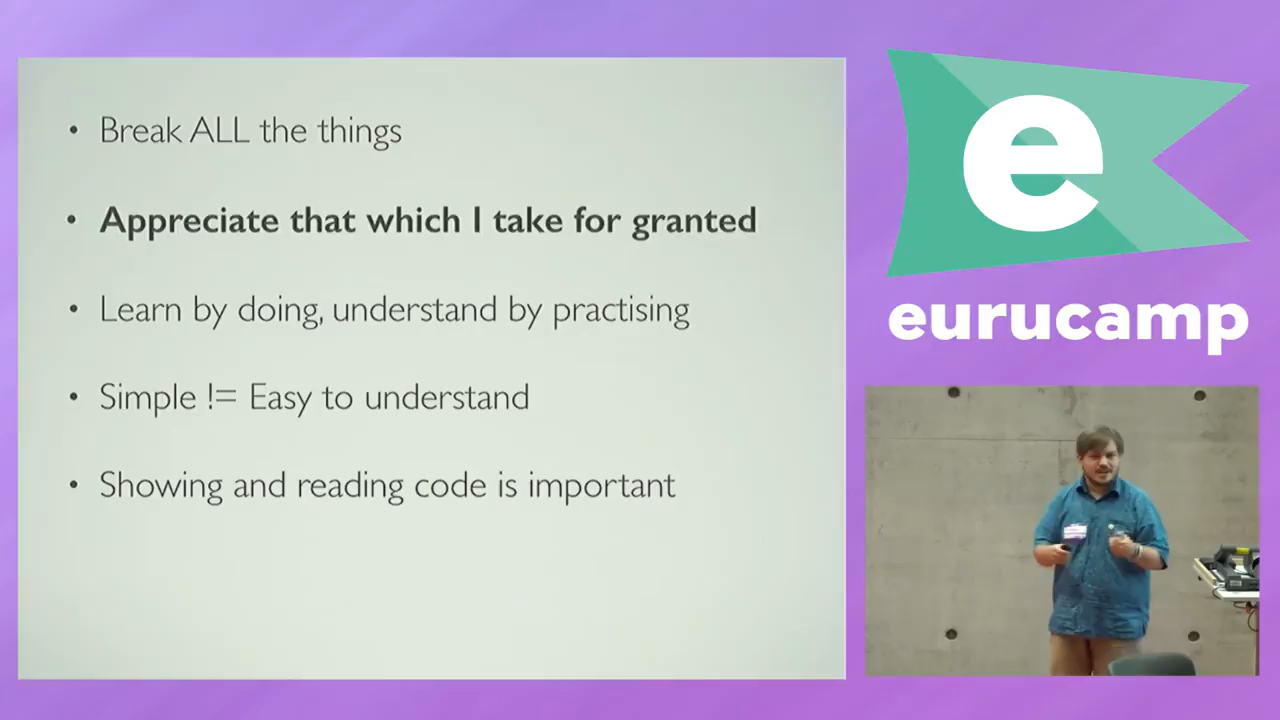 • Break ALL the things
• Appreciate that which I take for granted
• Learn by doing, understand by practising
• Simple != Easy to understand
• Showing and reading code is important
e
eurucamp